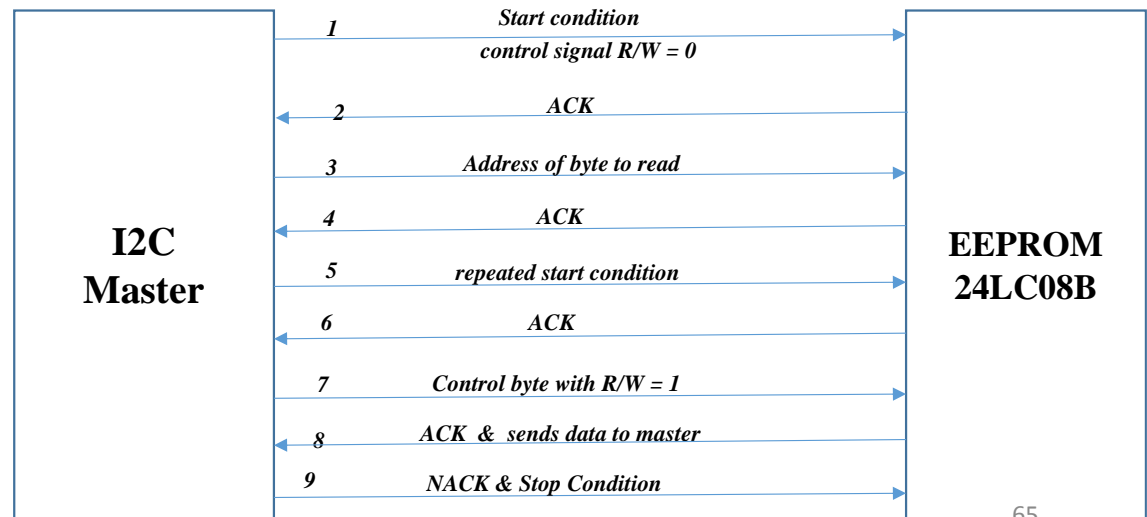 1
Start condition
control signal R/W = 0
2
ACK
3
Address of byte to read
4
ACK
I2C
Master
EEPROM
24LC08B
5
repeated start condition
6
ACK
7
Control byte with R/W = 1
8
ACK & sends data to master
9
NACK & Stop Condition
65